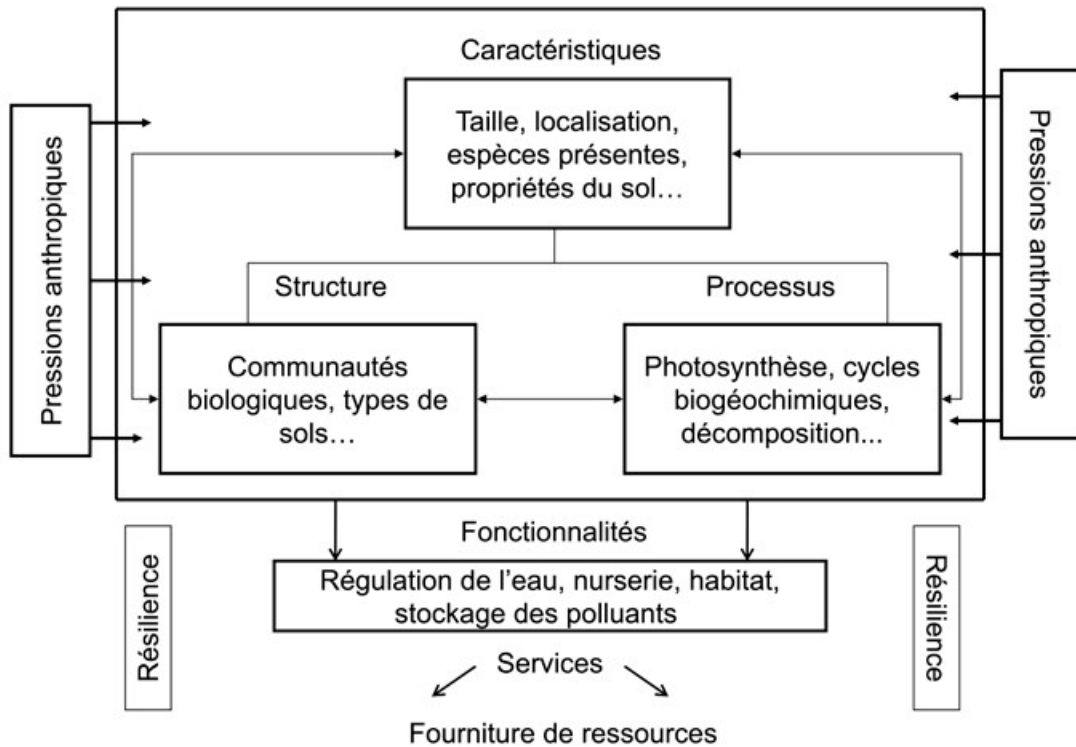 Caractéristiques
Taille, localisation,
espèces présentes,
propriétés du sol…
Pressions anthropiques
Pressions anthropiques
Structure
Processus
Communautés
biologiques, types de
sols…
Photosynthèse, cycles
biogéochimiques,
décomposition...
Fonctionnalités
Régulation de l’eau, nurserie, habitat,
stockage des polluants
Résilience
Résilience
Services
Fourniture de ressources